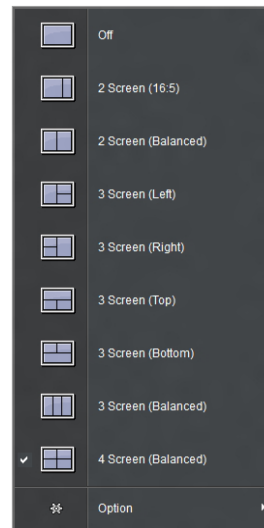 Off
2 Screen (16:5)
2 Screen (Balanced)
3 Screen (Left)
3 Screen (Right)
3 Screen (Top)
3 Screen (Bottom)
3 Screen (Balanced)
4 Screen (Balanced)
Option